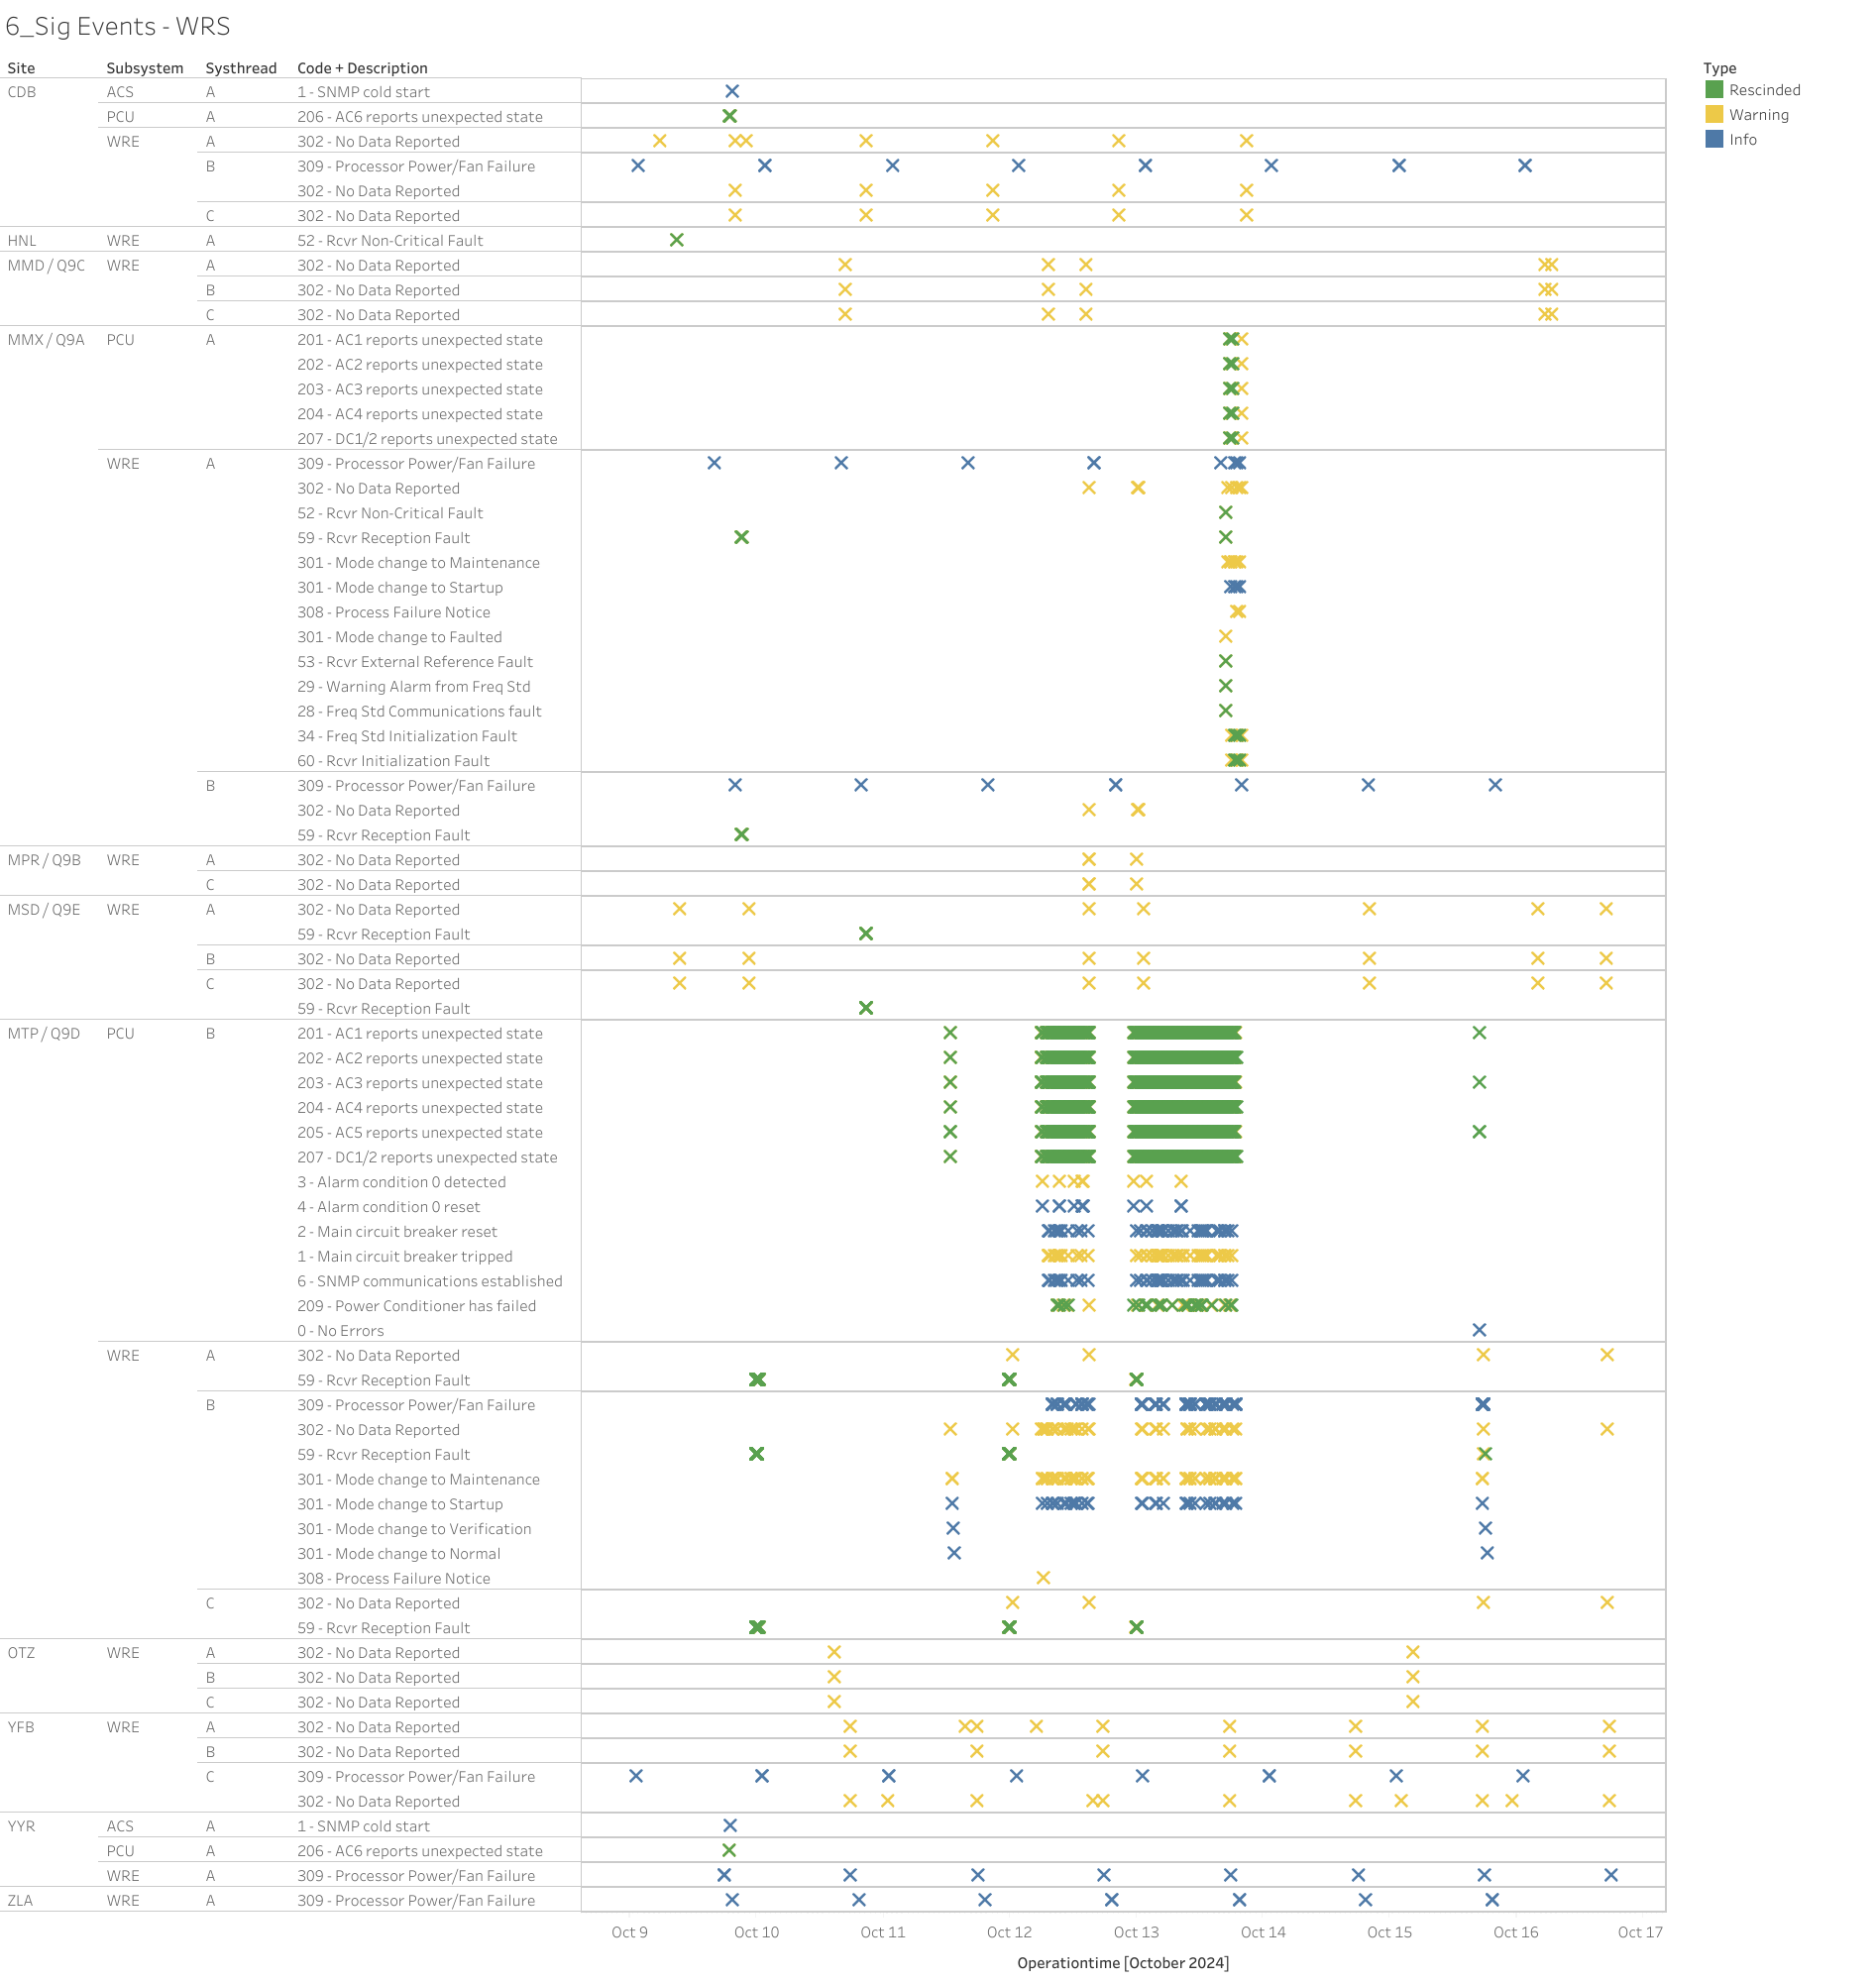 6_Sig Events - WRS
Site Subsystem Systhread Code + Description
Type
CDB ACS A 1 - SNMP cold start
Rescinded
PCU A 206 - AC6 reports unexpected state
Warning
WRE A 302 - No Data Reported
Info
B 309 - Processor Power/Fan Failure
302 - No Data Reported
C 302 - No Data Reported
HNL WRE A 52 - Rcvr Non-Critical Fault
MMD / Q9C WRE A 302 - No Data Reported
B 302 - No Data Reported
C 302 - No Data Reported
MMX / Q9A PCU A 201 - AC1 reports unexpected state
202 - AC2 reports unexpected state
203 - AC3 reports unexpected state
204 - AC4 reports unexpected state
207 - DC1/2 reports unexpected state
WRE A 309 - Processor Power/Fan Failure
302 - No Data Reported
52 - Rcvr Non-Critical Fault
59 - Rcvr Reception Fault
301 - Mode change to Maintenance
301 - Mode change to Startup
308 - Process Failure Notice
301 - Mode change to Faulted
53 - Rcvr External Reference Fault
29 - Warning Alarm from Freq Std
28 - Freq Std Communications fault
34 - Freq Std Initialization Fault
60 - Rcvr Initialization Fault
B 309 - Processor Power/Fan Failure
302 - No Data Reported
59 - Rcvr Reception Fault
MPR / Q9B WRE A 302 - No Data Reported
C 302 - No Data Reported
MSD / Q9E WRE A 302 - No Data Reported
59 - Rcvr Reception Fault
B 302 - No Data Reported
C 302 - No Data Reported
59 - Rcvr Reception Fault
MTP / Q9D PCU B 201 - AC1 reports unexpected state
202 - AC2 reports unexpected state
203 - AC3 reports unexpected state
204 - AC4 reports unexpected state
205 - AC5 reports unexpected state
207 - DC1/2 reports unexpected state
3 - Alarm condition 0 detected
4 - Alarm condition 0 reset
2 - Main circuit breaker reset
1 - Main circuit breaker tripped
6 - SNMP communications established
209 - Power Conditioner has failed
0 - No Errors
WRE A 302 - No Data Reported
59 - Rcvr Reception Fault
B 309 - Processor Power/Fan Failure
302 - No Data Reported
59 - Rcvr Reception Fault
301 - Mode change to Maintenance
301 - Mode change to Startup
301 - Mode change to Verification
301 - Mode change to Normal
308 - Process Failure Notice
C 302 - No Data Reported
59 - Rcvr Reception Fault
OTZ WRE A 302 - No Data Reported
B 302 - No Data Reported
C 302 - No Data Reported
YFB WRE A 302 - No Data Reported
B 302 - No Data Reported
C 309 - Processor Power/Fan Failure
302 - No Data Reported
YYR ACS A 1 - SNMP cold start
PCU A 206 - AC6 reports unexpected state
WRE A 309 - Processor Power/Fan Failure
ZLA WRE A 309 - Processor Power/Fan Failure
Oct 9 Oct 10 Oct 11 Oct 12 Oct 13 Oct 14 Oct 15 Oct 16 Oct 17
Operationtime [October 2024]